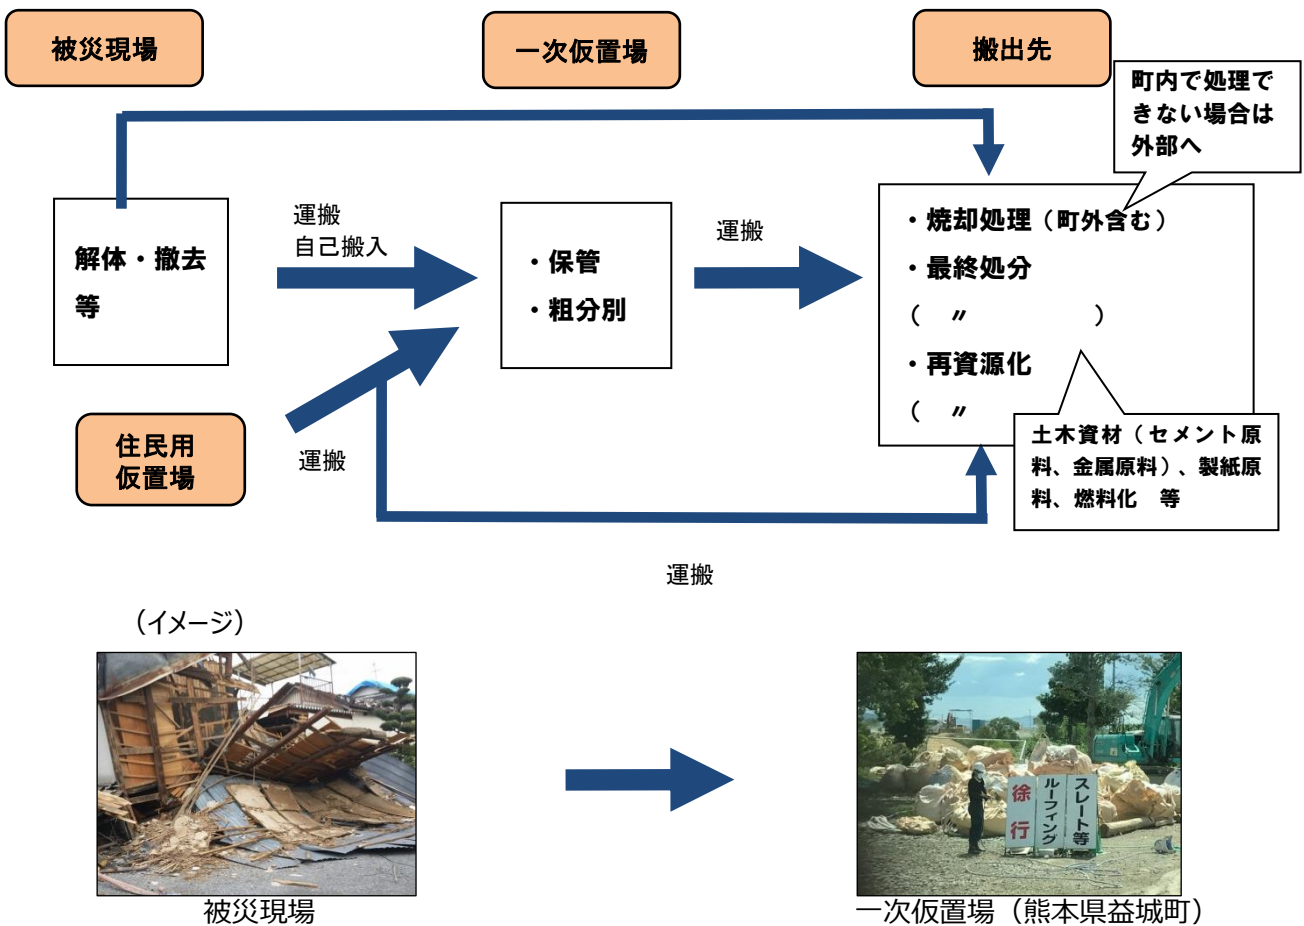 被災現場
一次仮置場
搬出先
町内で処理で
きない場合は
外部へ
解体・撤去
等
運搬
自己搬入
・保管
・粗分別
運搬
・焼却処理（町外含む）
・最終処分
（　〃　　　　　）
・再資源化
（　〃
土木資材（セメント原
料、金属原料）、製紙原
料、燃料化　等
住民用
仮置場
運搬
運搬
（イメージ）
徐行
ルーフィング
スレート等
被災現場
一次仮置場（熊本県益城町）